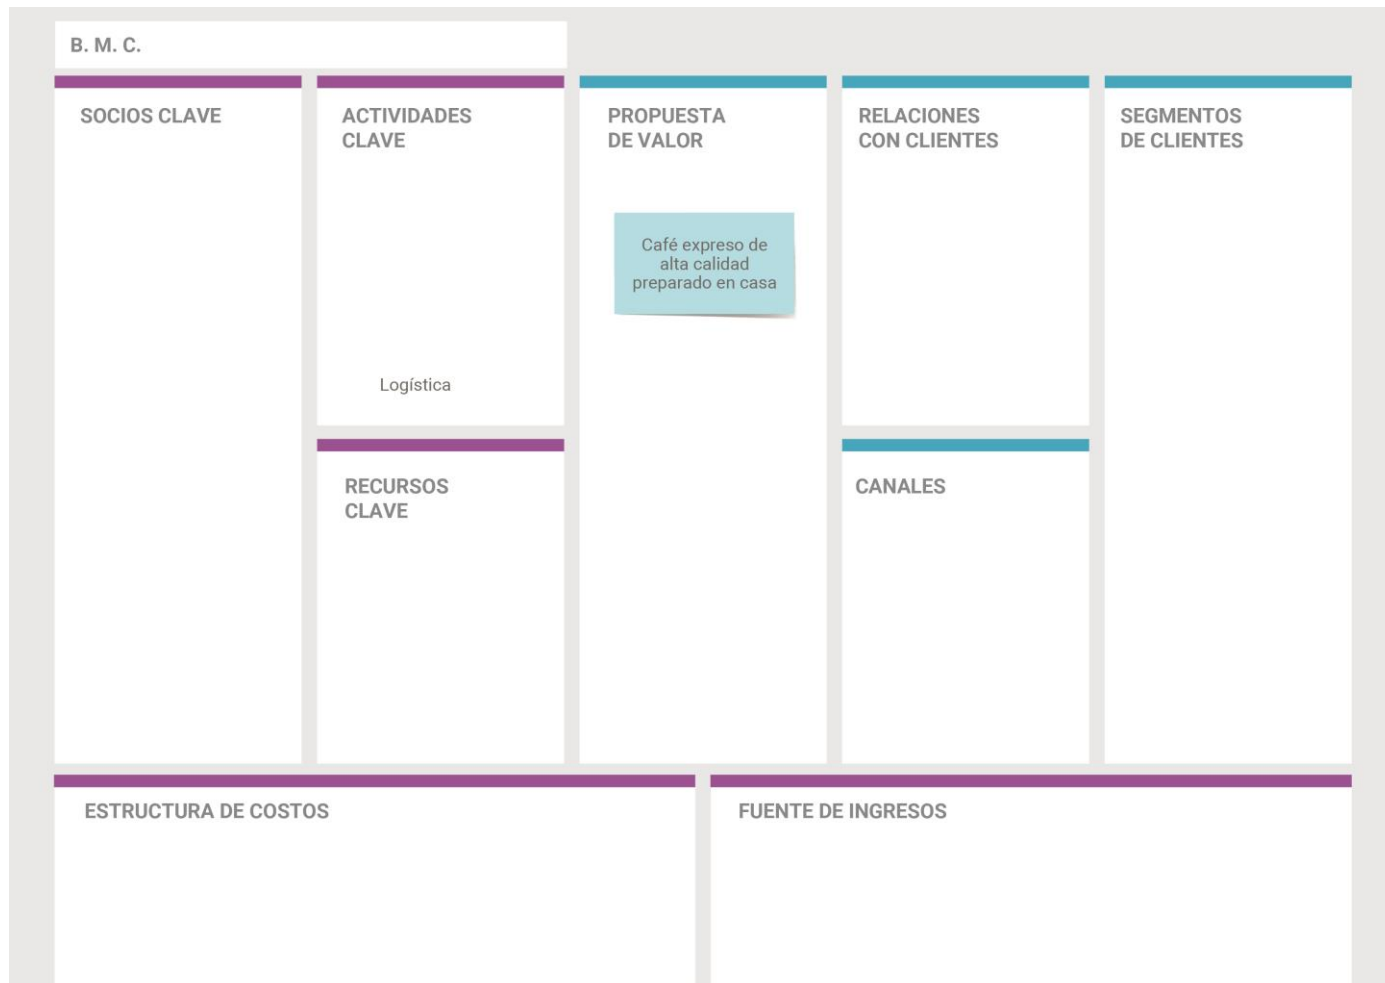 B. M. C.
SOCIOS CLAVE
ACTIVIDADES
CLAVE
Logística
RECURSOS
CLAVE
PROPUESTA
DE VALOR
Café expreso de
alta calidad
preparado en casa
RELACIONES
CON CLIENTES
CANALES
SEGMENTOS
DE CLIENTES
ESTRUCTURA DE COSTOS
FUENTE DE INGRESOS